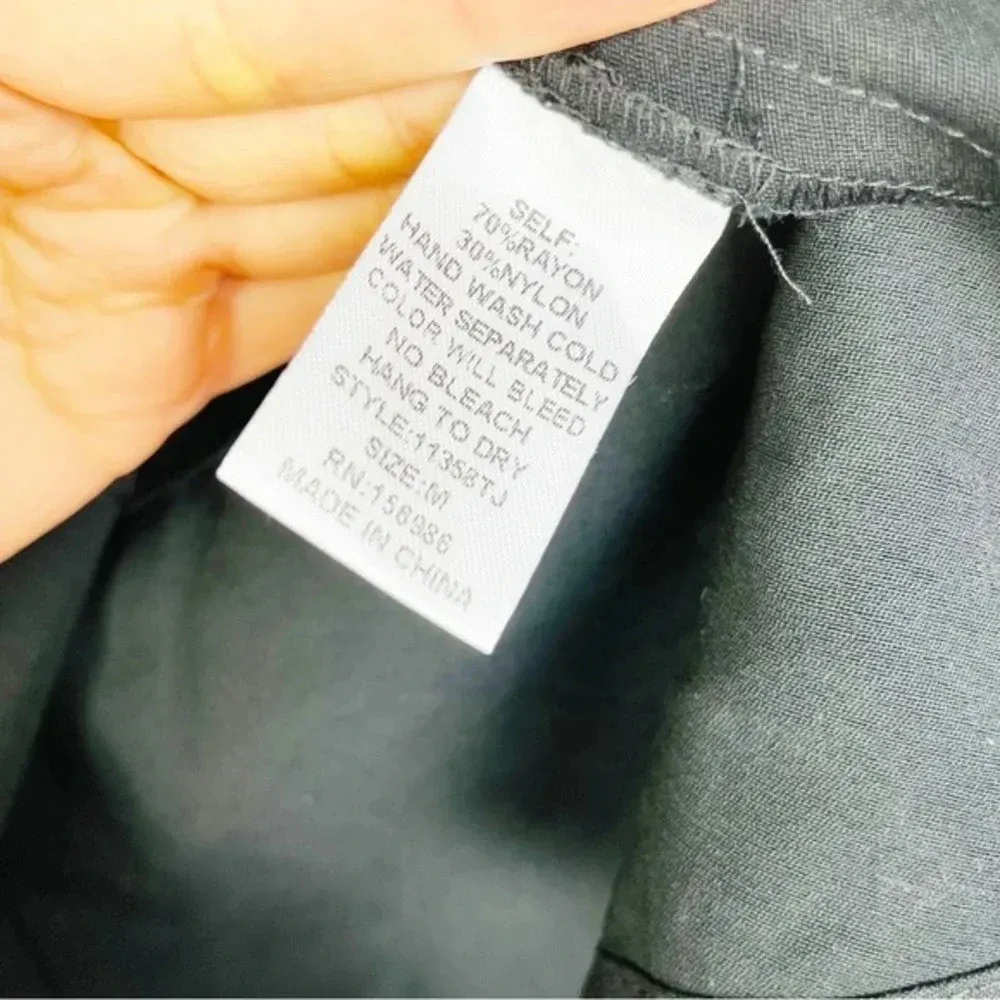 SELF:
70%RAYON
30%NYLON
HAND WASH COLD
WATER SEPARATELY
COLOR WILL BLEED
NO BLEACH
HANG TO DRY
STYLE:11358TJ
SIZE:M
RN:156986
MADE IN CHINA